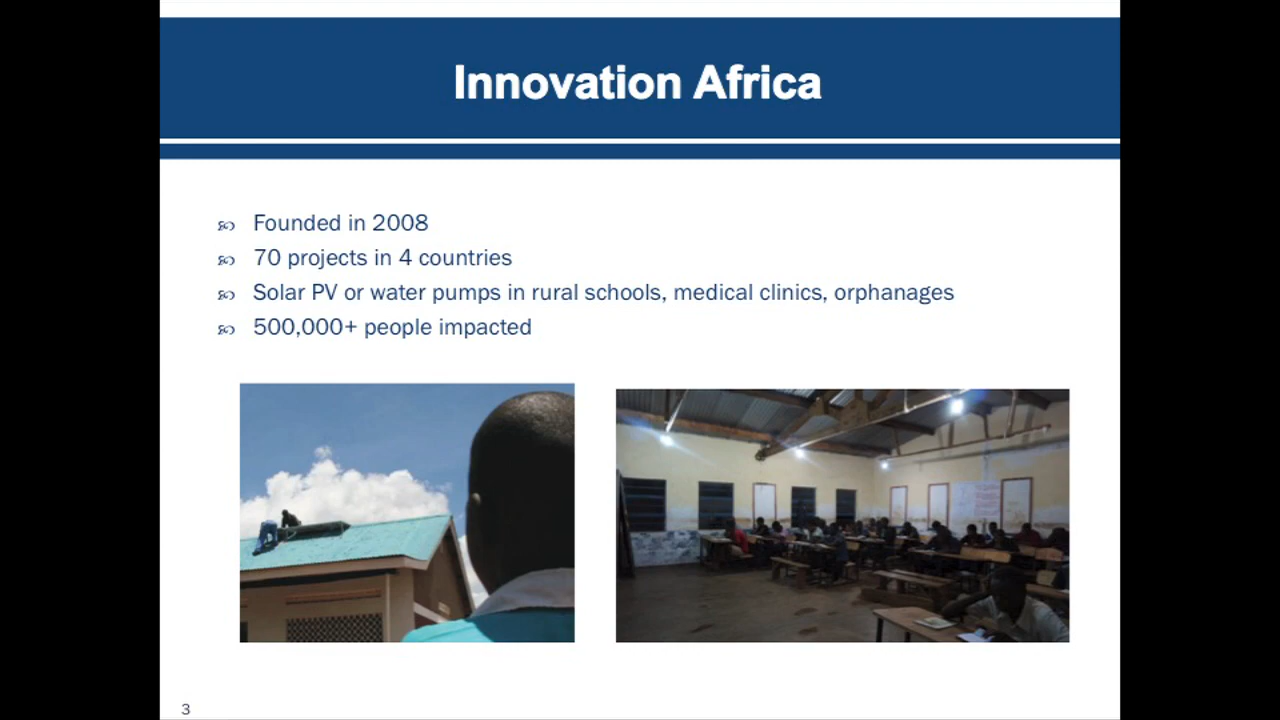 Innovation Africa
Founded in 2008
70 projects in 4 countries
Solar PV or water pumps in rural schools, medical clinics, orphanages
500,000+ people impacted
3